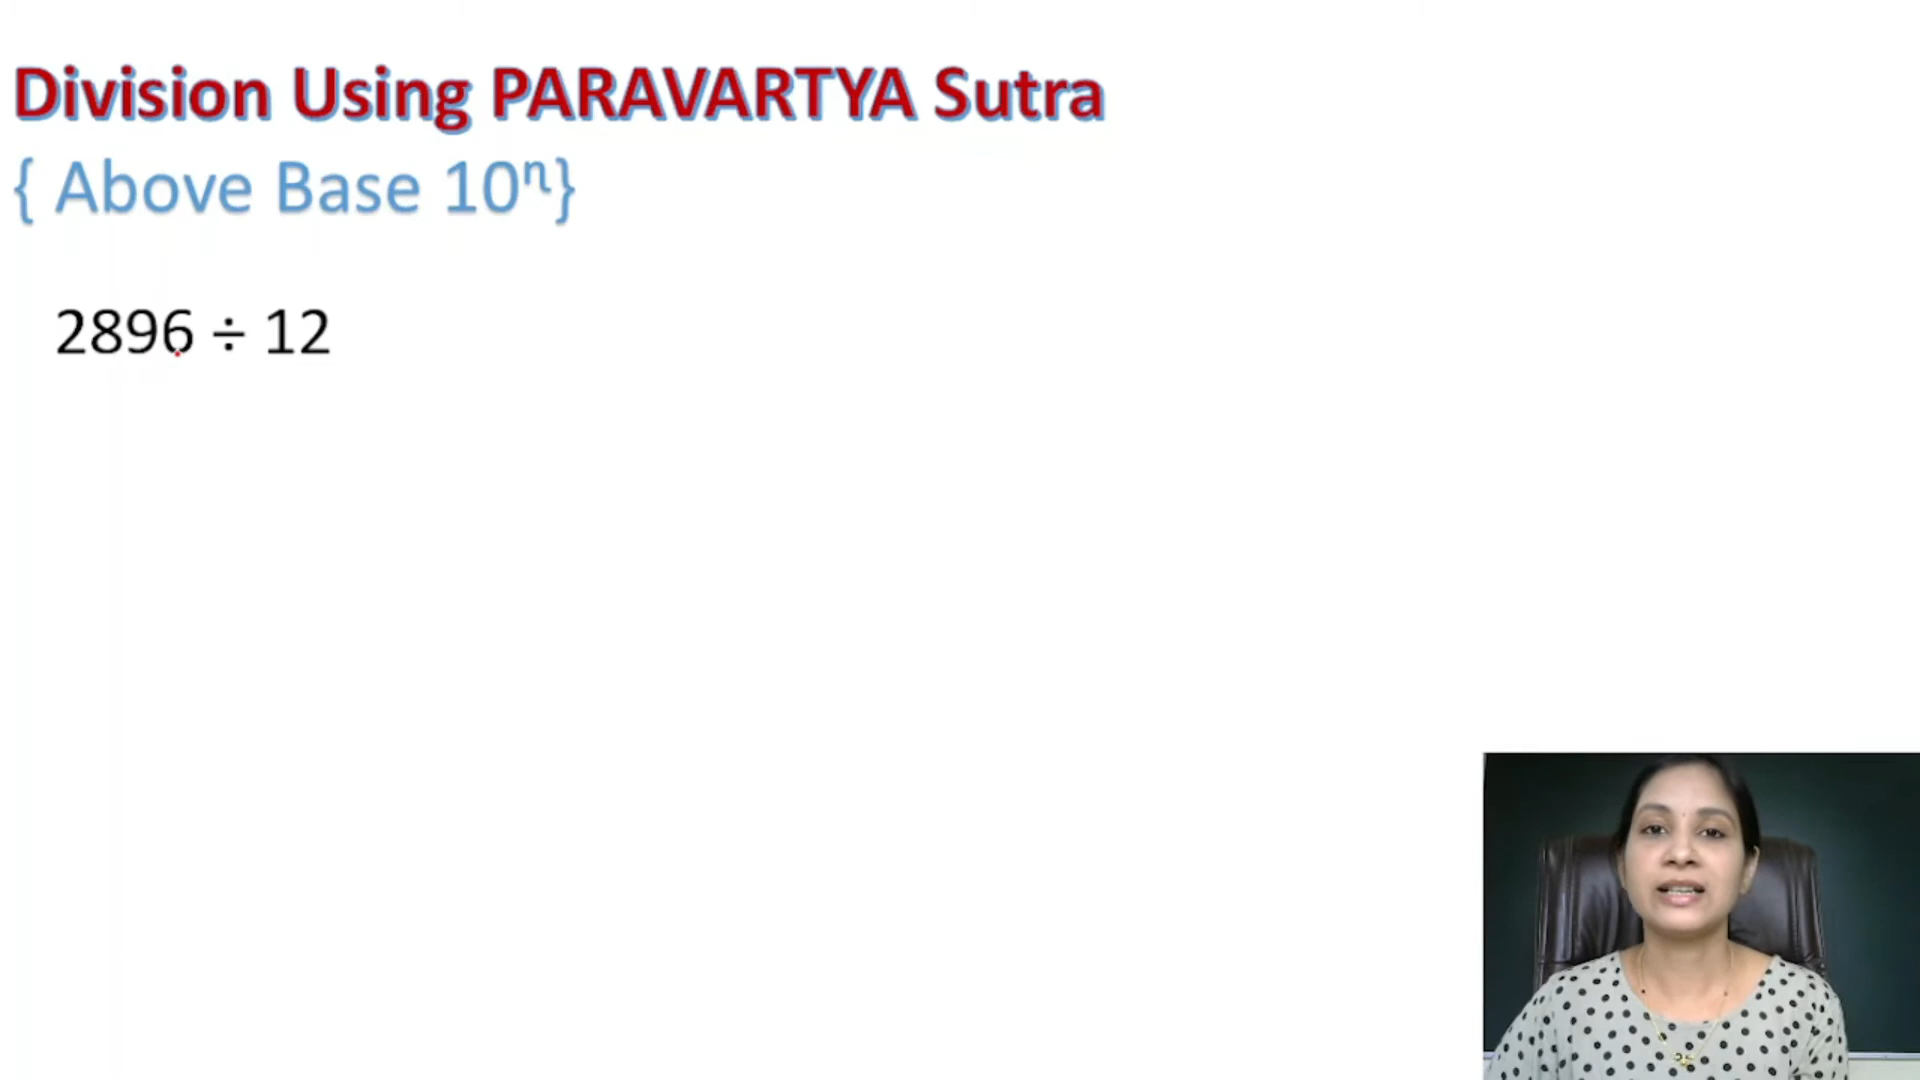 Division Using PARAVARTYA Sutra
{ Above Base 10ⁿ}
2896 ÷ 12